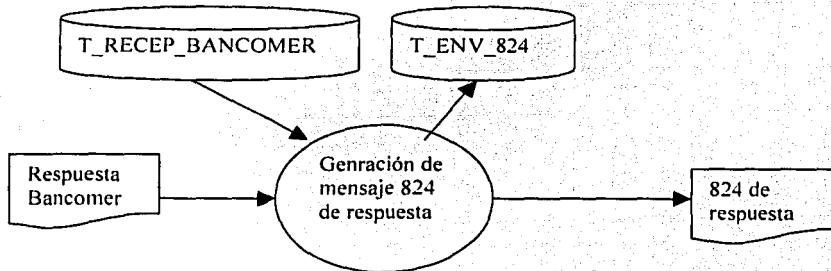 T_RECEP_BANCOMER
T_ENV_824
Respuesta
Bancomer
Genración de
mensaje 824
de respuesta
824 de
respuesta